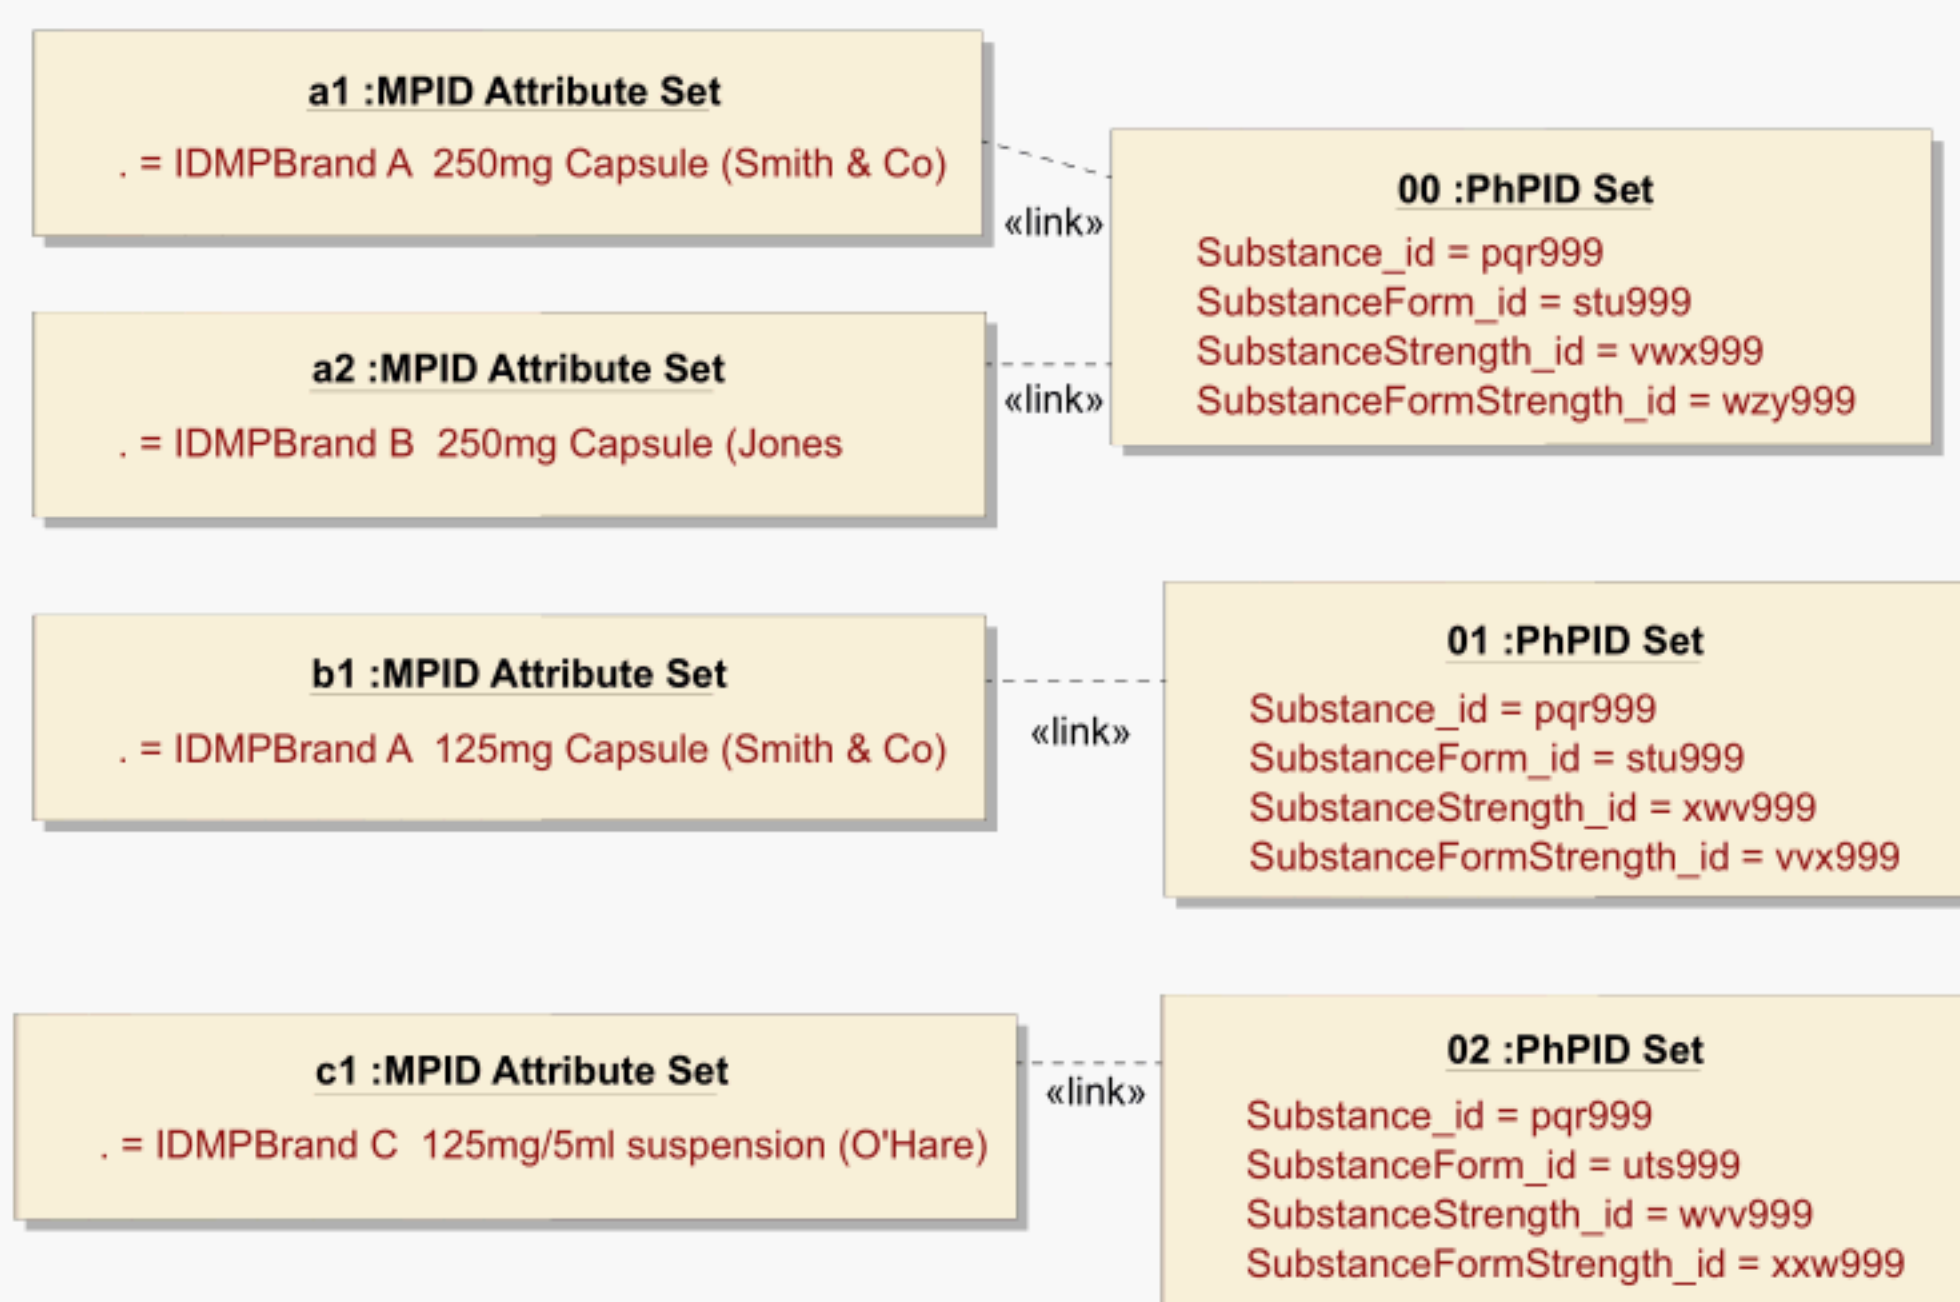 a1 :MPID Attribute Set
. = IDMPBrand A  250mg Capsule (Smith & Co)
«link»
00 :PhPID Set
Substance_id = pqr999
SubstanceForm_id = stu999
SubstanceStrength_id = vwx999
SubstanceFormStrength_id = wzy999
a2 :MPID Attribute Set
. = IDMPBrand B  250mg Capsule (Jones
«link»
b1 :MPID Attribute Set
. = IDMPBrand A  125mg Capsule (Smith & Co)
«link»
01 :PhPID Set
Substance_id = pqr999
SubstanceForm_id = stu999
SubstanceStrength_id = xwv999
SubstanceFormStrength_id = vvx999
c1 :MPID Attribute Set
. = IDMPBrand C  125mg/5ml suspension (O'Hare)
«link»
02 :PhPID Set
Substance_id = pqr999
SubstanceForm_id = uts999
SubstanceStrength_id = wvv999
SubstanceFormStrength_id = xxw999